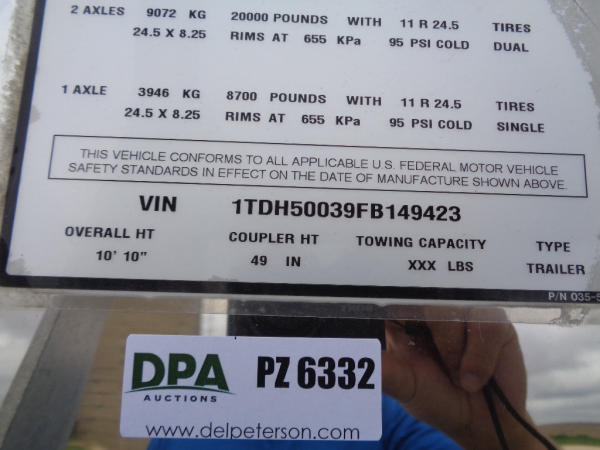 2 AXLES 9072 KG 20000 POUNDS WITH 11 R 24.5 TIRES
24.5 X 8.25 RIMS AT 655 KPa 95 PSI COLD DUAL
1 AXLE 3946 KG 8700 POUNDS WITH 11 R 24.5 TIRES
24.5 X 8.25 RIMS AT 655 KPa 95 PSI COLD SINGLE
THIS VEHICLE CONFORMS TO ALL APPLICABLE U.S. FEDERAL MOTOR VEHICLE
SAFETY STANDARDS IN EFFECT ON THE DATE OF MANUFACTURE SHOWN ABOVE.
VIN 1TDH50039FB149423
OVERALL HT COUPLER HT TOWING CAPACITY TYPE
10' 10" 49 IN XXX LBS TRAILER
P/N 035-5
DPA PZ 6332
AUCTIONS
www.delpeterson.com